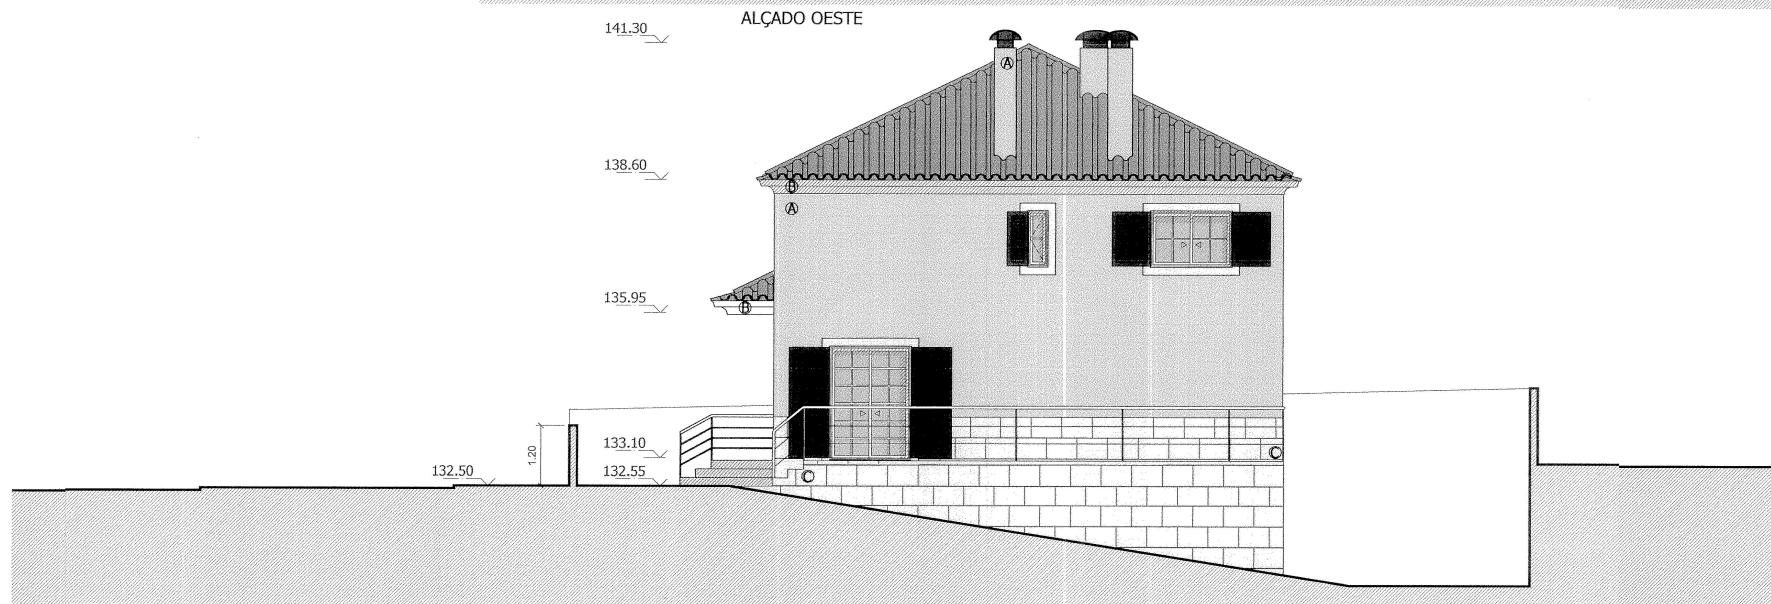 ALÇADO OESTE
141.30
A
138.60
B
A
135.95
B
1.20
133.10
C
132.50
132.55
C